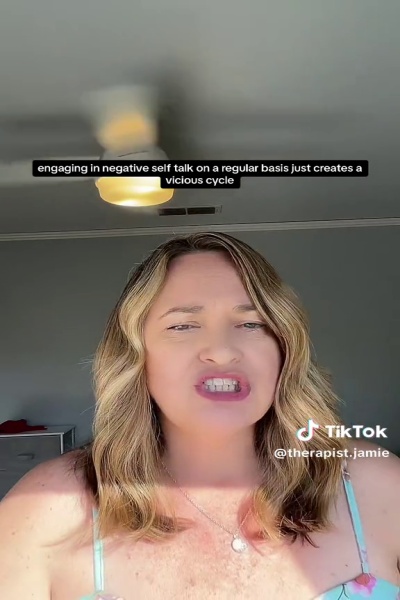 engaging in negative self talk on a regular basis just creates a
vicious cycle
TikTok
@therapist.jamie